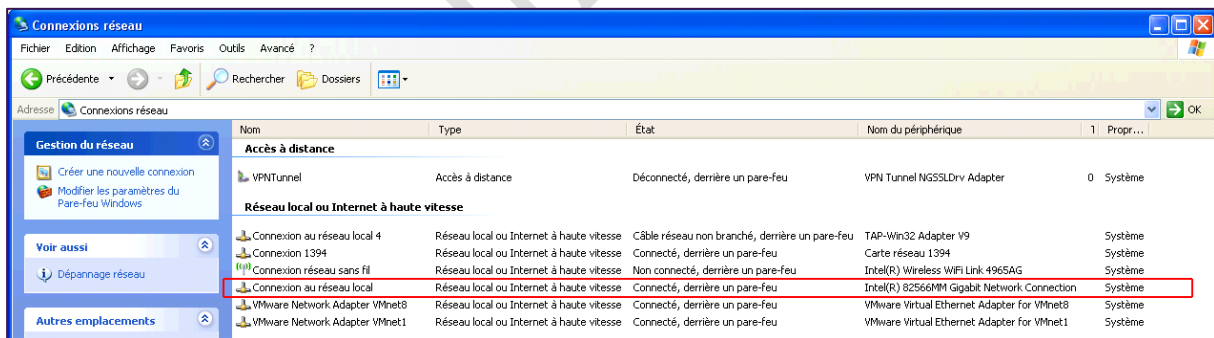 Connexions réseau
Fichier Edition Affichage Favoris Outils Avancé ?
Précédente Rechercher Dossiers
Adresse Connexions réseau OK
Gestion du réseau
Créer une nouvelle connexion
Modifier les paramètres du
Pare-feu Windows
Voir aussi
Dépannage réseau
Autres emplacements
Nom Type État Nom du périphérique 1 Propr...
Accès à distance
VPNTunnel Accès à distance Déconnecté, derrière un pare-feu VPN Tunnel NGSSLDrv Adapter 0 Système
Réseau local ou Internet à haute vitesse
Connexion au réseau local 4 Réseau local ou Internet à haute vitesse Câble réseau non branché, derrière un pare-feu TAP-Win32 Adapter V9 Système
Connexion 1394 Réseau local ou Internet à haute vitesse Connecté, derrière un pare-feu Carte réseau 1394 Système
Connexion réseau sans fil Réseau local ou Internet à haute vitesse Non connecté, derrière un pare-feu Intel(R) Wireless WiFi Link 4965AG Système
Connexion au réseau local Réseau local ou Internet à haute vitesse Connecté, derrière un pare-feu Intel(R) 82566MM Gigabit Network Connection Système
VMware Network Adapter VMnet8 Réseau local ou Internet à haute vitesse Connecté, derrière un pare-feu VMware Virtual Ethernet Adapter for VMnet8 Système
VMware Network Adapter VMnet1 Réseau local ou Internet à haute vitesse Connecté, derrière un pare-feu VMware Virtual Ethernet Adapter for VMnet1 Système